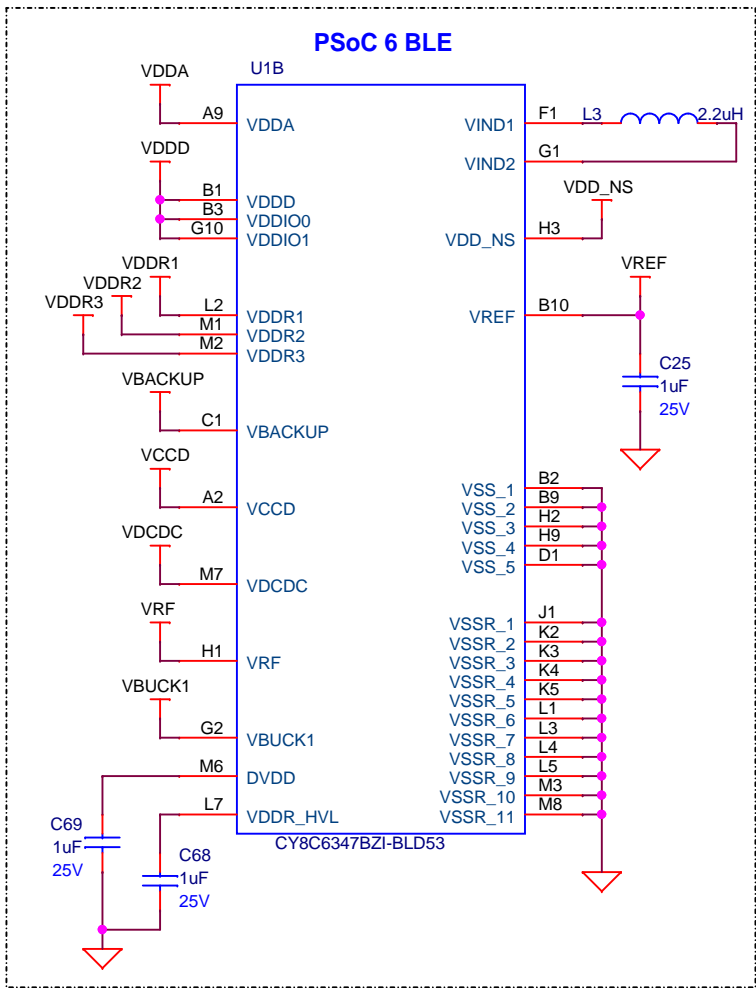 PSoC 6 BLE
U1B
VDDA
A9
VDDA
VDDD
B1
VDDD
B3
VDDIO0
G10
VDDIO1
VDDR1
VDDR2
VDDR3
L2
VDDR1
M1
VDDR2
M2
VDDR3
VBACKUP
C1
VBACKUP
VCCD
A2
VCCD
VDCDC
M7
VDCDC
VRF
H1
VRF
VBUCK1
G2
VBUCK1
M6
DVDD
L7
VDDR_HVL
C69
1uF
25V
C68
1uF
25V
CY8C6347BZI-BLD53
VIND1
F1
L3
2.2uH
VIND2
G1
VDD_NS
VDD_NS
H3
VREF
VREF
B10
C25
1uF
25V
VSS_1
B2
VSS_2
B9
VSS_3
H2
VSS_4
H9
VSS_5
D1
VSSR_1
J1
VSSR_2
K2
VSSR_3
K3
VSSR_4
K4
VSSR_5
K5
VSSR_6
L1
VSSR_7
L3
VSSR_8
L4
VSSR_9
L5
VSSR_10
M3
VSSR_11
M8